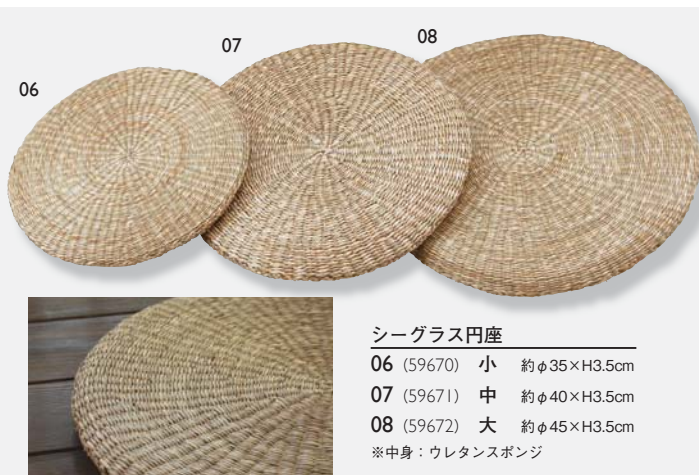 06
07
08
シーグラス円座
06 (59670) 小 約φ35×H3.5cm
07 (59671) 中 約φ40×H3.5cm
08 (59672) 大 約φ45×H3.5cm
※中身：ウレタンスポンジ